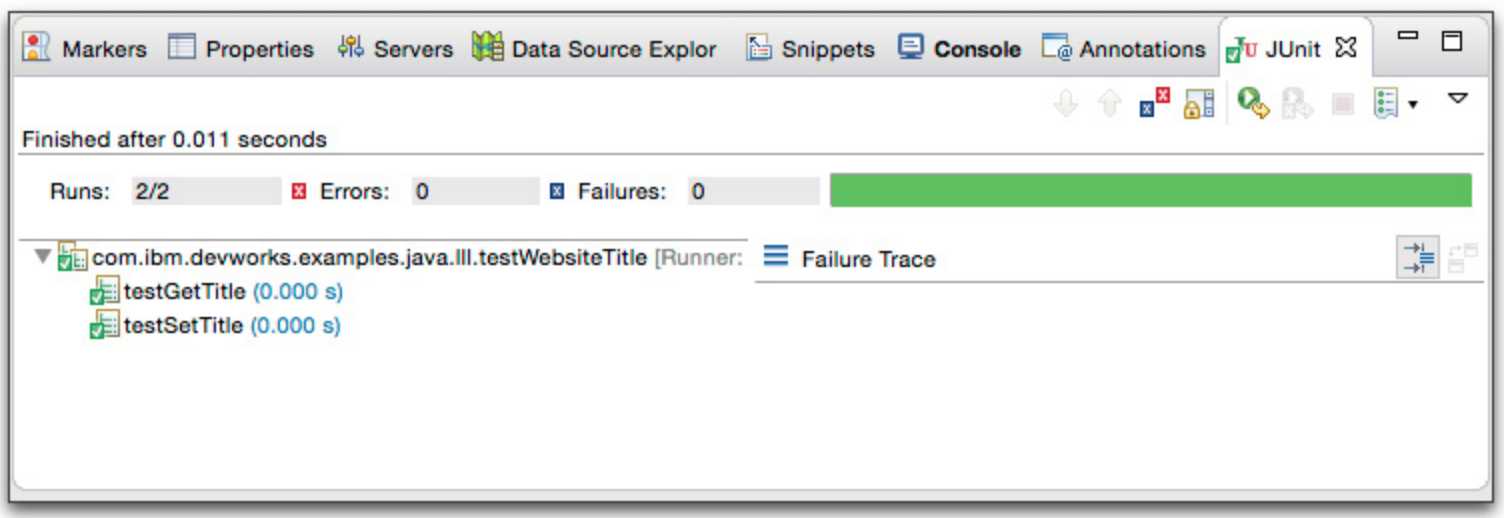 Markers Properties Servers Data Source Explor Snippets Console Annotations JU JUnit
Finished after 0.011 seconds
Runs: 2/2 Errors: 0 Failures: 0
com.ibm.devworks.examples.java.lll.testWebsiteTitle [Runner: Failure Trace
testGetTitle (0.000 s)
testSetTitle (0.000 s)